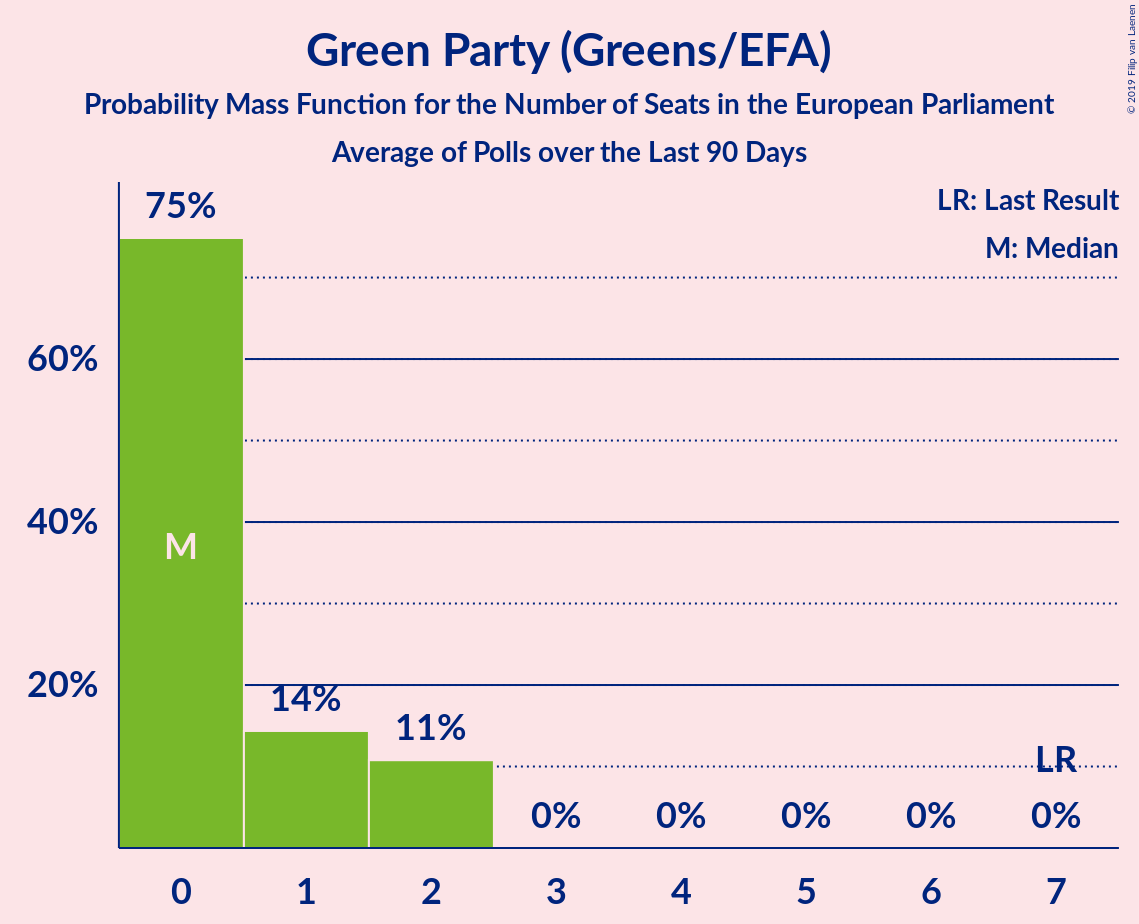 Green Party (Greens/EFA)
Probability Mass Function for the Number of Seats in the European Parliament
Average of Polls over the Last 90 Days
© 2019 Filip van Laenen
LR: Last Result
M: Median
75%
60%
40%
M
20%
14%
11%
LR
0%
0%
0%
0%
0%
0 1 2 3 4 5 6 7